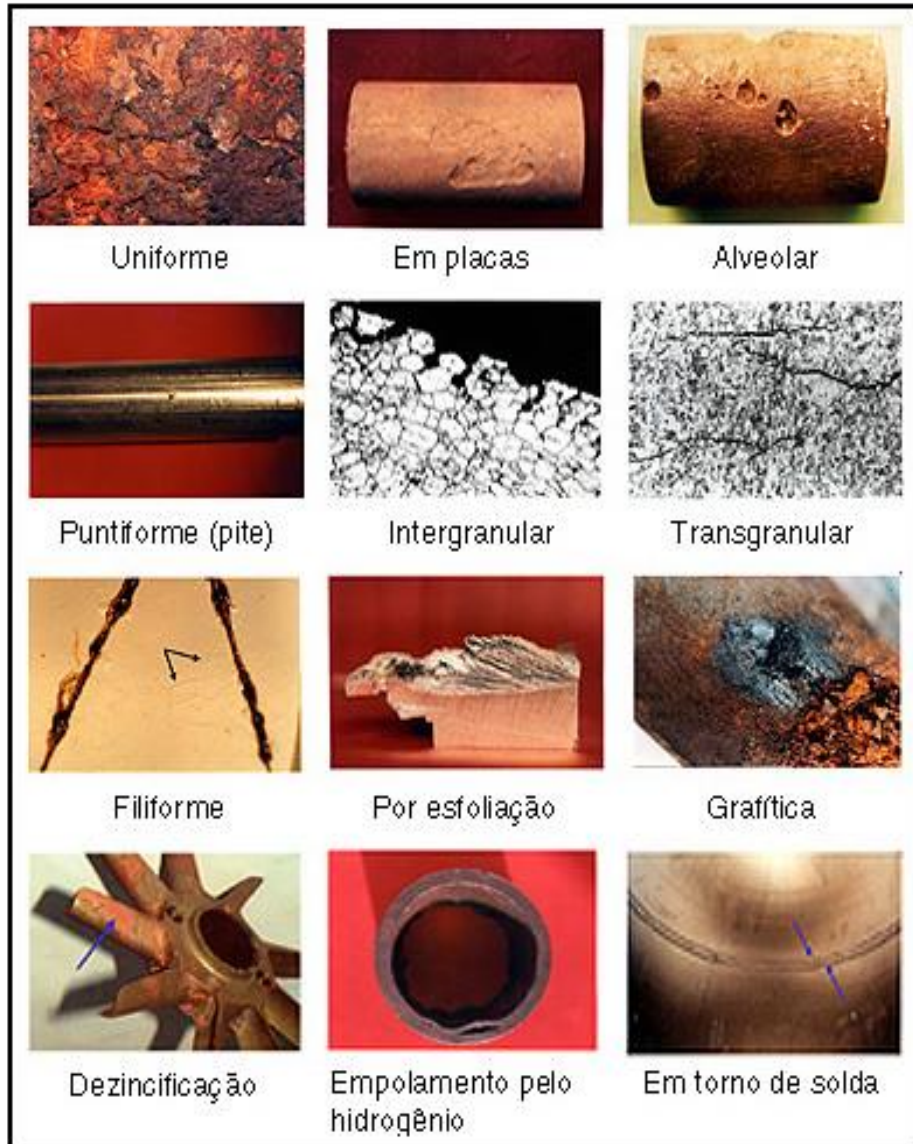 Uniforme
Em placas
Alveolar
Puntiforme (pite)
Intergranular
Transgranular
Filiforme
Por esfoliação
Grafítica
Dezincificação
Empolamento pelo
hidrogênio
Em torno de solda